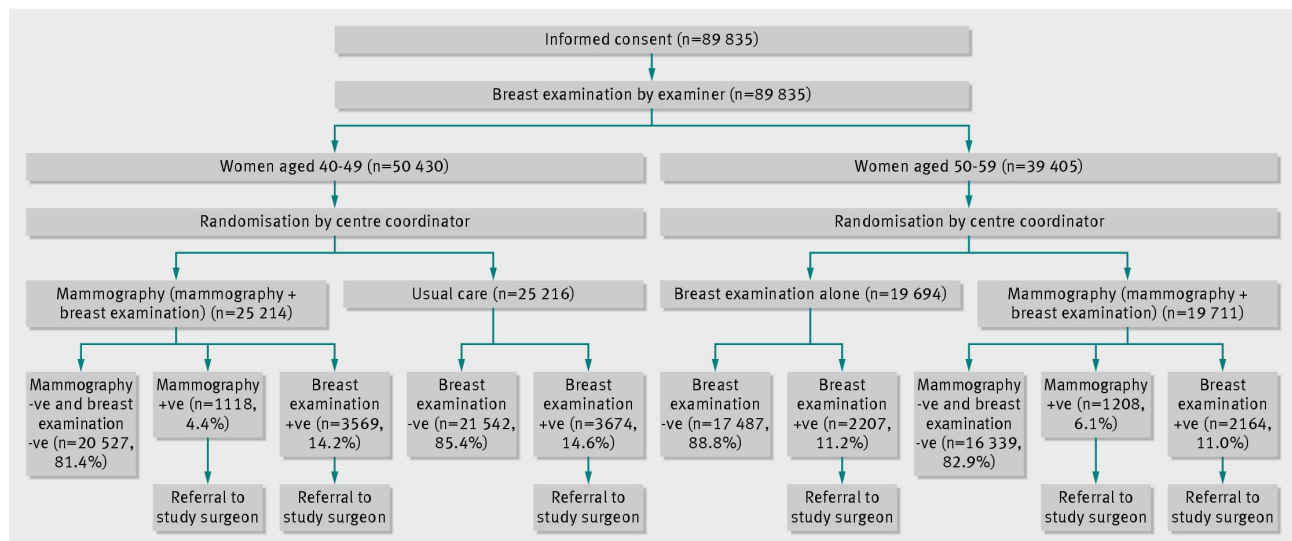 Informed consent (n=89 835)
Breast examination by examiner (n=89 835)
Women aged 40-49 (n=50 430)
Women aged 50-59 (n=39 405)
Randomisation by centre coordinator
Randomisation by centre coordinator
Mammography (mammography +
breast examination) (n=25 214)
Usual care (n=25 216)
Breast examination alone (n=19 694)
Mammography (mammography +
breast examination) (n=19 711)
Mammography
-ve and breast
examination
-ve (n=20 527,
81.4%)
Mammography
+ve (n=1118,
4.4%)
Breast
examination
+ve (n=3569,
14.2%)
Breast
examination
-ve (n=21 542,
85.4%)
Breast
examination
+ve (n=3674,
14.6%)
Breast
examination
-ve (n=17 487,
88.8%)
Breast
examination
+ve (n=2207,
11.2%)
Mammography
-ve and breast
examination
-ve (n=16 339,
82.9%)
Mammography
+ve (n=1208,
6.1%)
Breast
examination
+ve (n=2164,
11.0%)
Referral to
study surgeon
Referral to
study surgeon
Referral to
study surgeon
Referral to
study surgeon
Referral to
study surgeon
Referral to
study surgeon